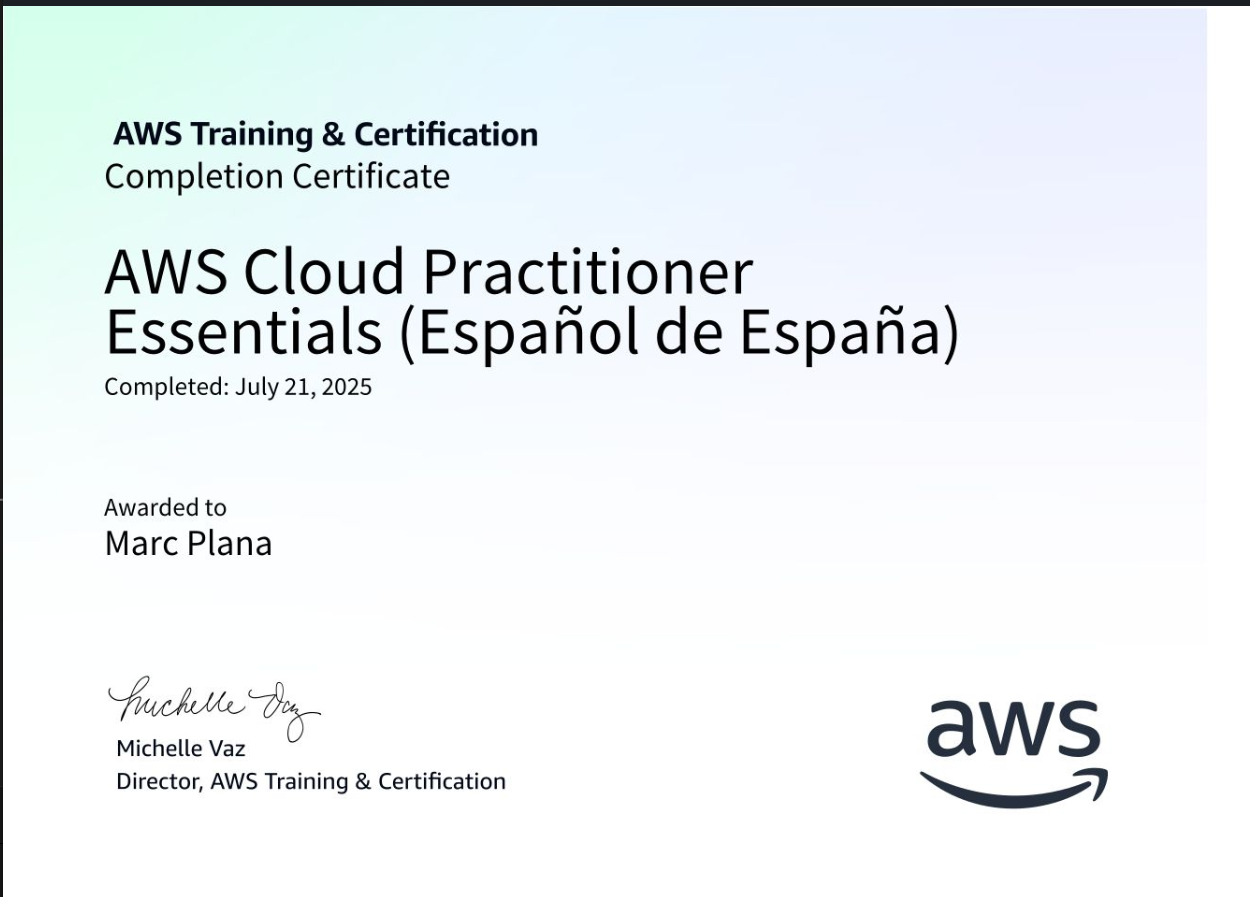 AWS Training & Certification
Completion Certificate
AWS Cloud Practitioner
Essentials (Español de España)
Completed: July 21, 2025
Awarded to
Marc Plana
Michelle Vaz
Michelle Vaz
Director, AWS Training & Certification
aws